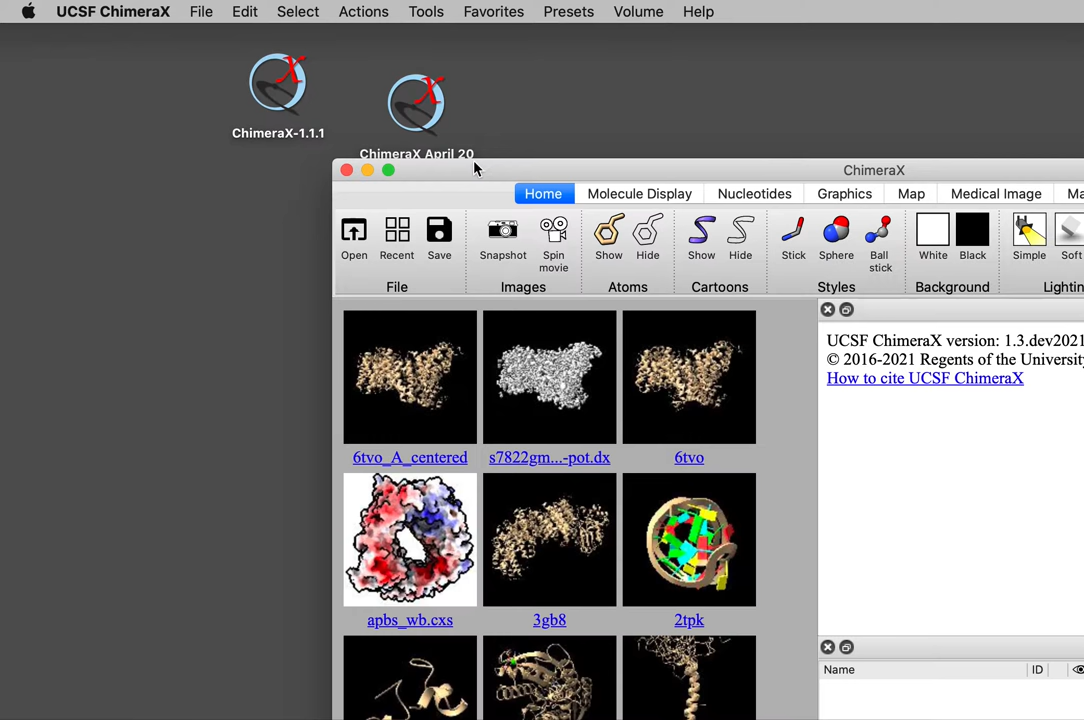 UCSF ChimeraX File Edit Select Actions Tools Favorites Presets Volume Help
ChimeraX-1.1.1
ChimeraX April 20
ChimeraX
Home Molecule Display Nucleotides Graphics Map Medical Image
Open Recent Save Snapshot Spin movie Show Hide Show Hide Stick Sphere Ball stick White Black Simple Soft
File Images Atoms Cartoons Styles Background
UCSF ChimeraX version: 1.3.dev2021
© 2016-2021 Regents of the University
How to cite UCSF ChimeraX
6tvo_A_centered s7822gm...-pot.dx 6tvo
apbs_wb.cxs 3gb8 2tpk
Name ID